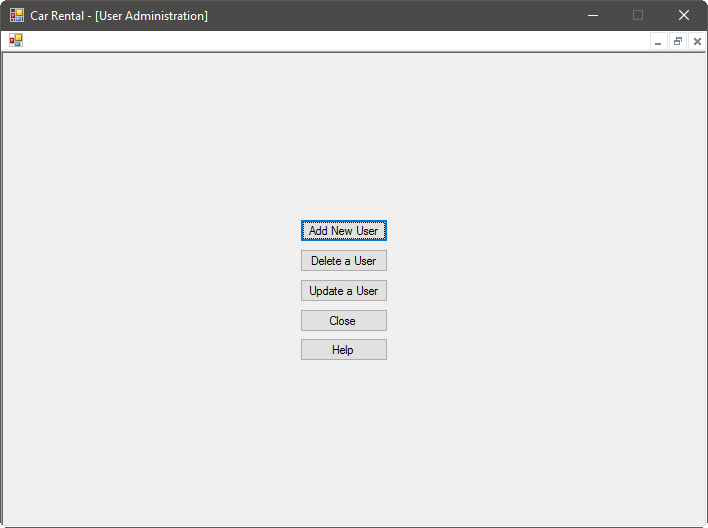 Car Rental - [User Administration]
Add New User
Delete a User
Update a User
Close
Help